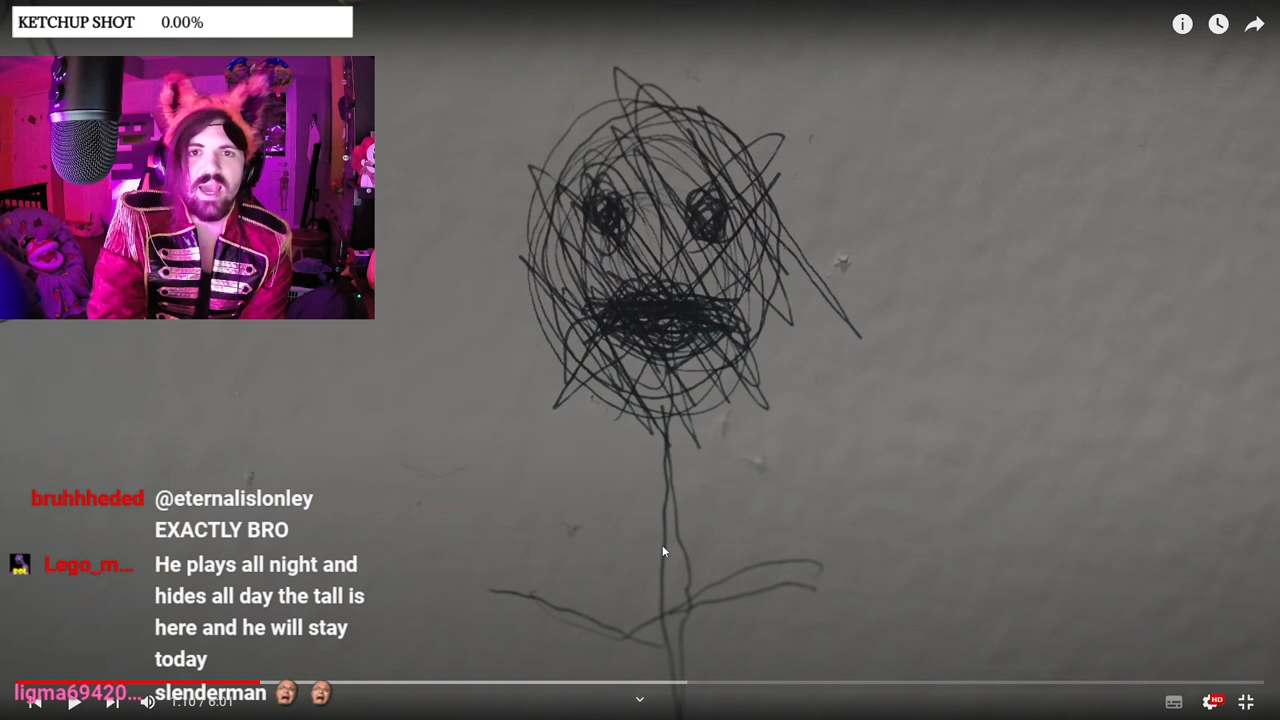 KETCHUP SHOT 0.00%
bruhhheded @eternalislonley
EXACTLY BRO
Lego_m... He plays all night and
hides all day the tall is
here and he will stay
today
ligma69420... slenderman
HD